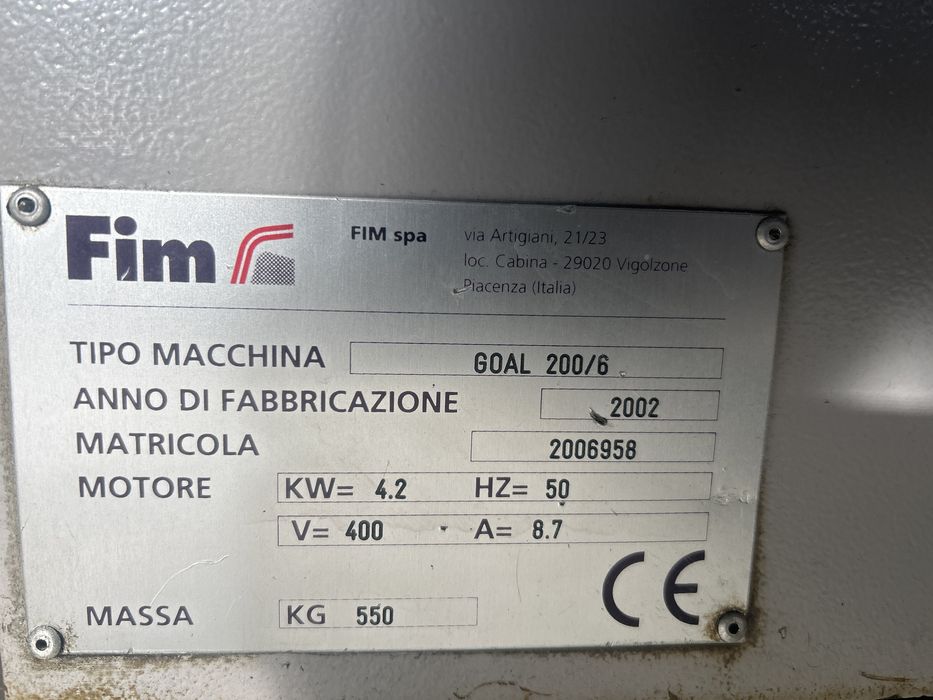 Fim
FIM spa
via Artigiani, 21/23
loc. Cabina - 29020 Vigolzone
Piacenza (Italia)
TIPO MACCHINA GOAL 200/6
ANNO DI FABBRICAZIONE 2002
MATRICOLA 2006958
MOTORE KW= 4.2 HZ= 50
V= 400 A= 8.7
MASSA KG 550
CE